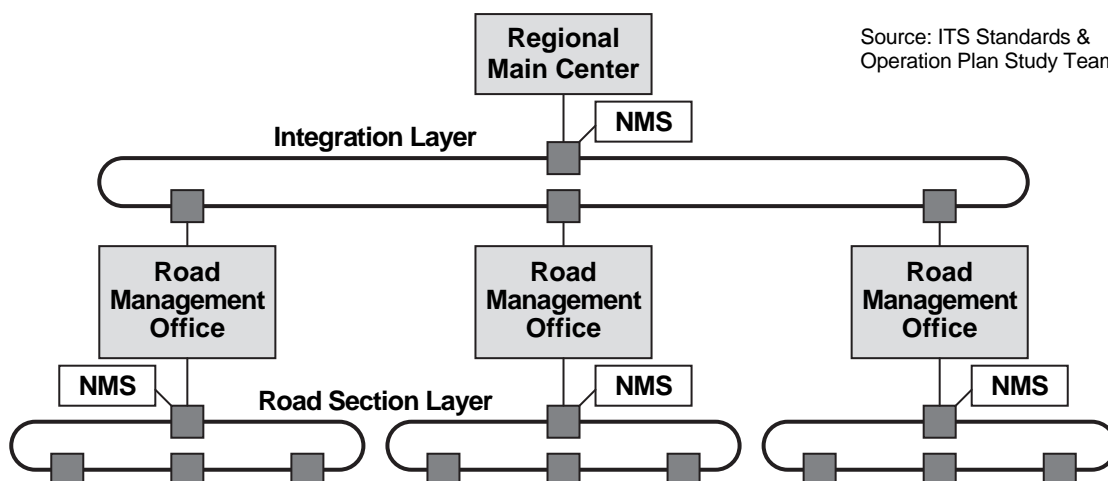 Regional
Main Center
Source: ITS Standards &
Operation Plan Study Team
NMS
Integration Layer
Road
Management
Office
Road
Management
Office
Road
Management
Office
NMS
NMS
NMS
Road Section Layer